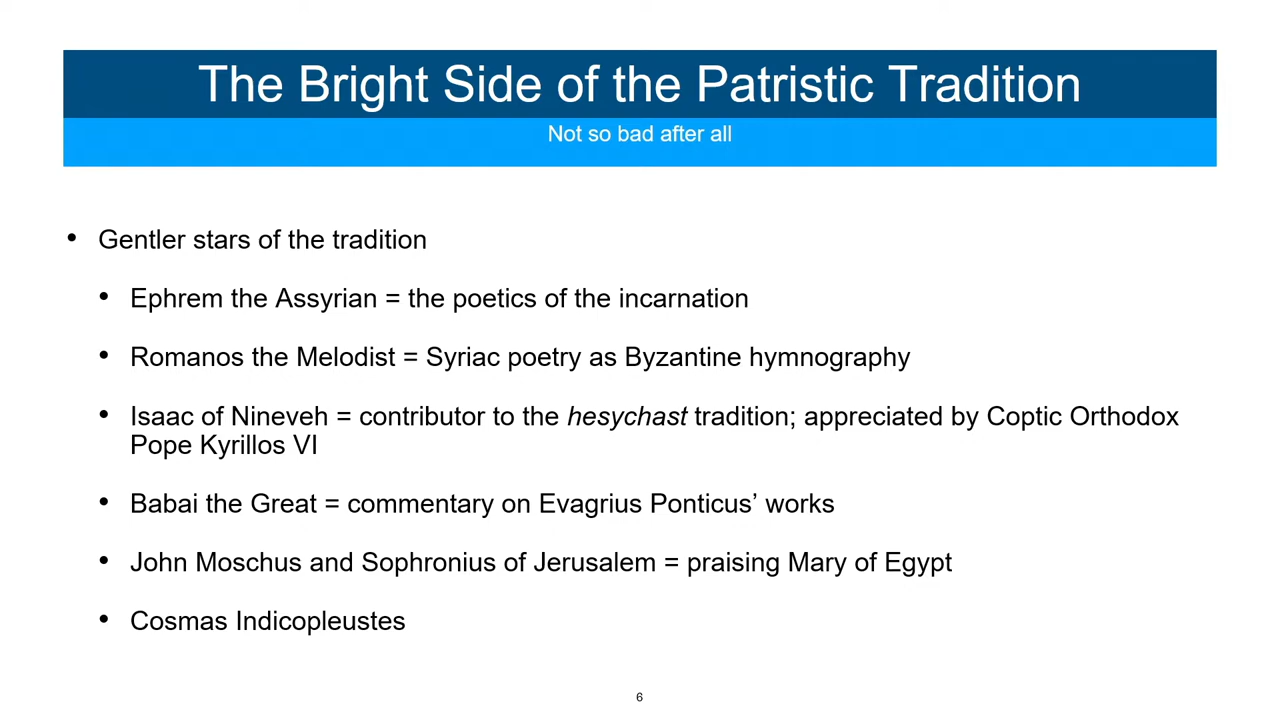 The Bright Side of the Patristic Tradition
Not so bad after all
• Gentler stars of the tradition
• Ephrem the Assyrian = the poetics of the incarnation
• Romanos the Melodist = Syriac poetry as Byzantine hymnography
• Isaac of Nineveh = contributor to the hesychast tradition; appreciated by Coptic Orthodox
Pope Kyrillos VI
• Babai the Great = commentary on Evagrius Ponticus’ works
• John Moschus and Sophronius of Jerusalem = praising Mary of Egypt
• Cosmas Indicopleustes
6